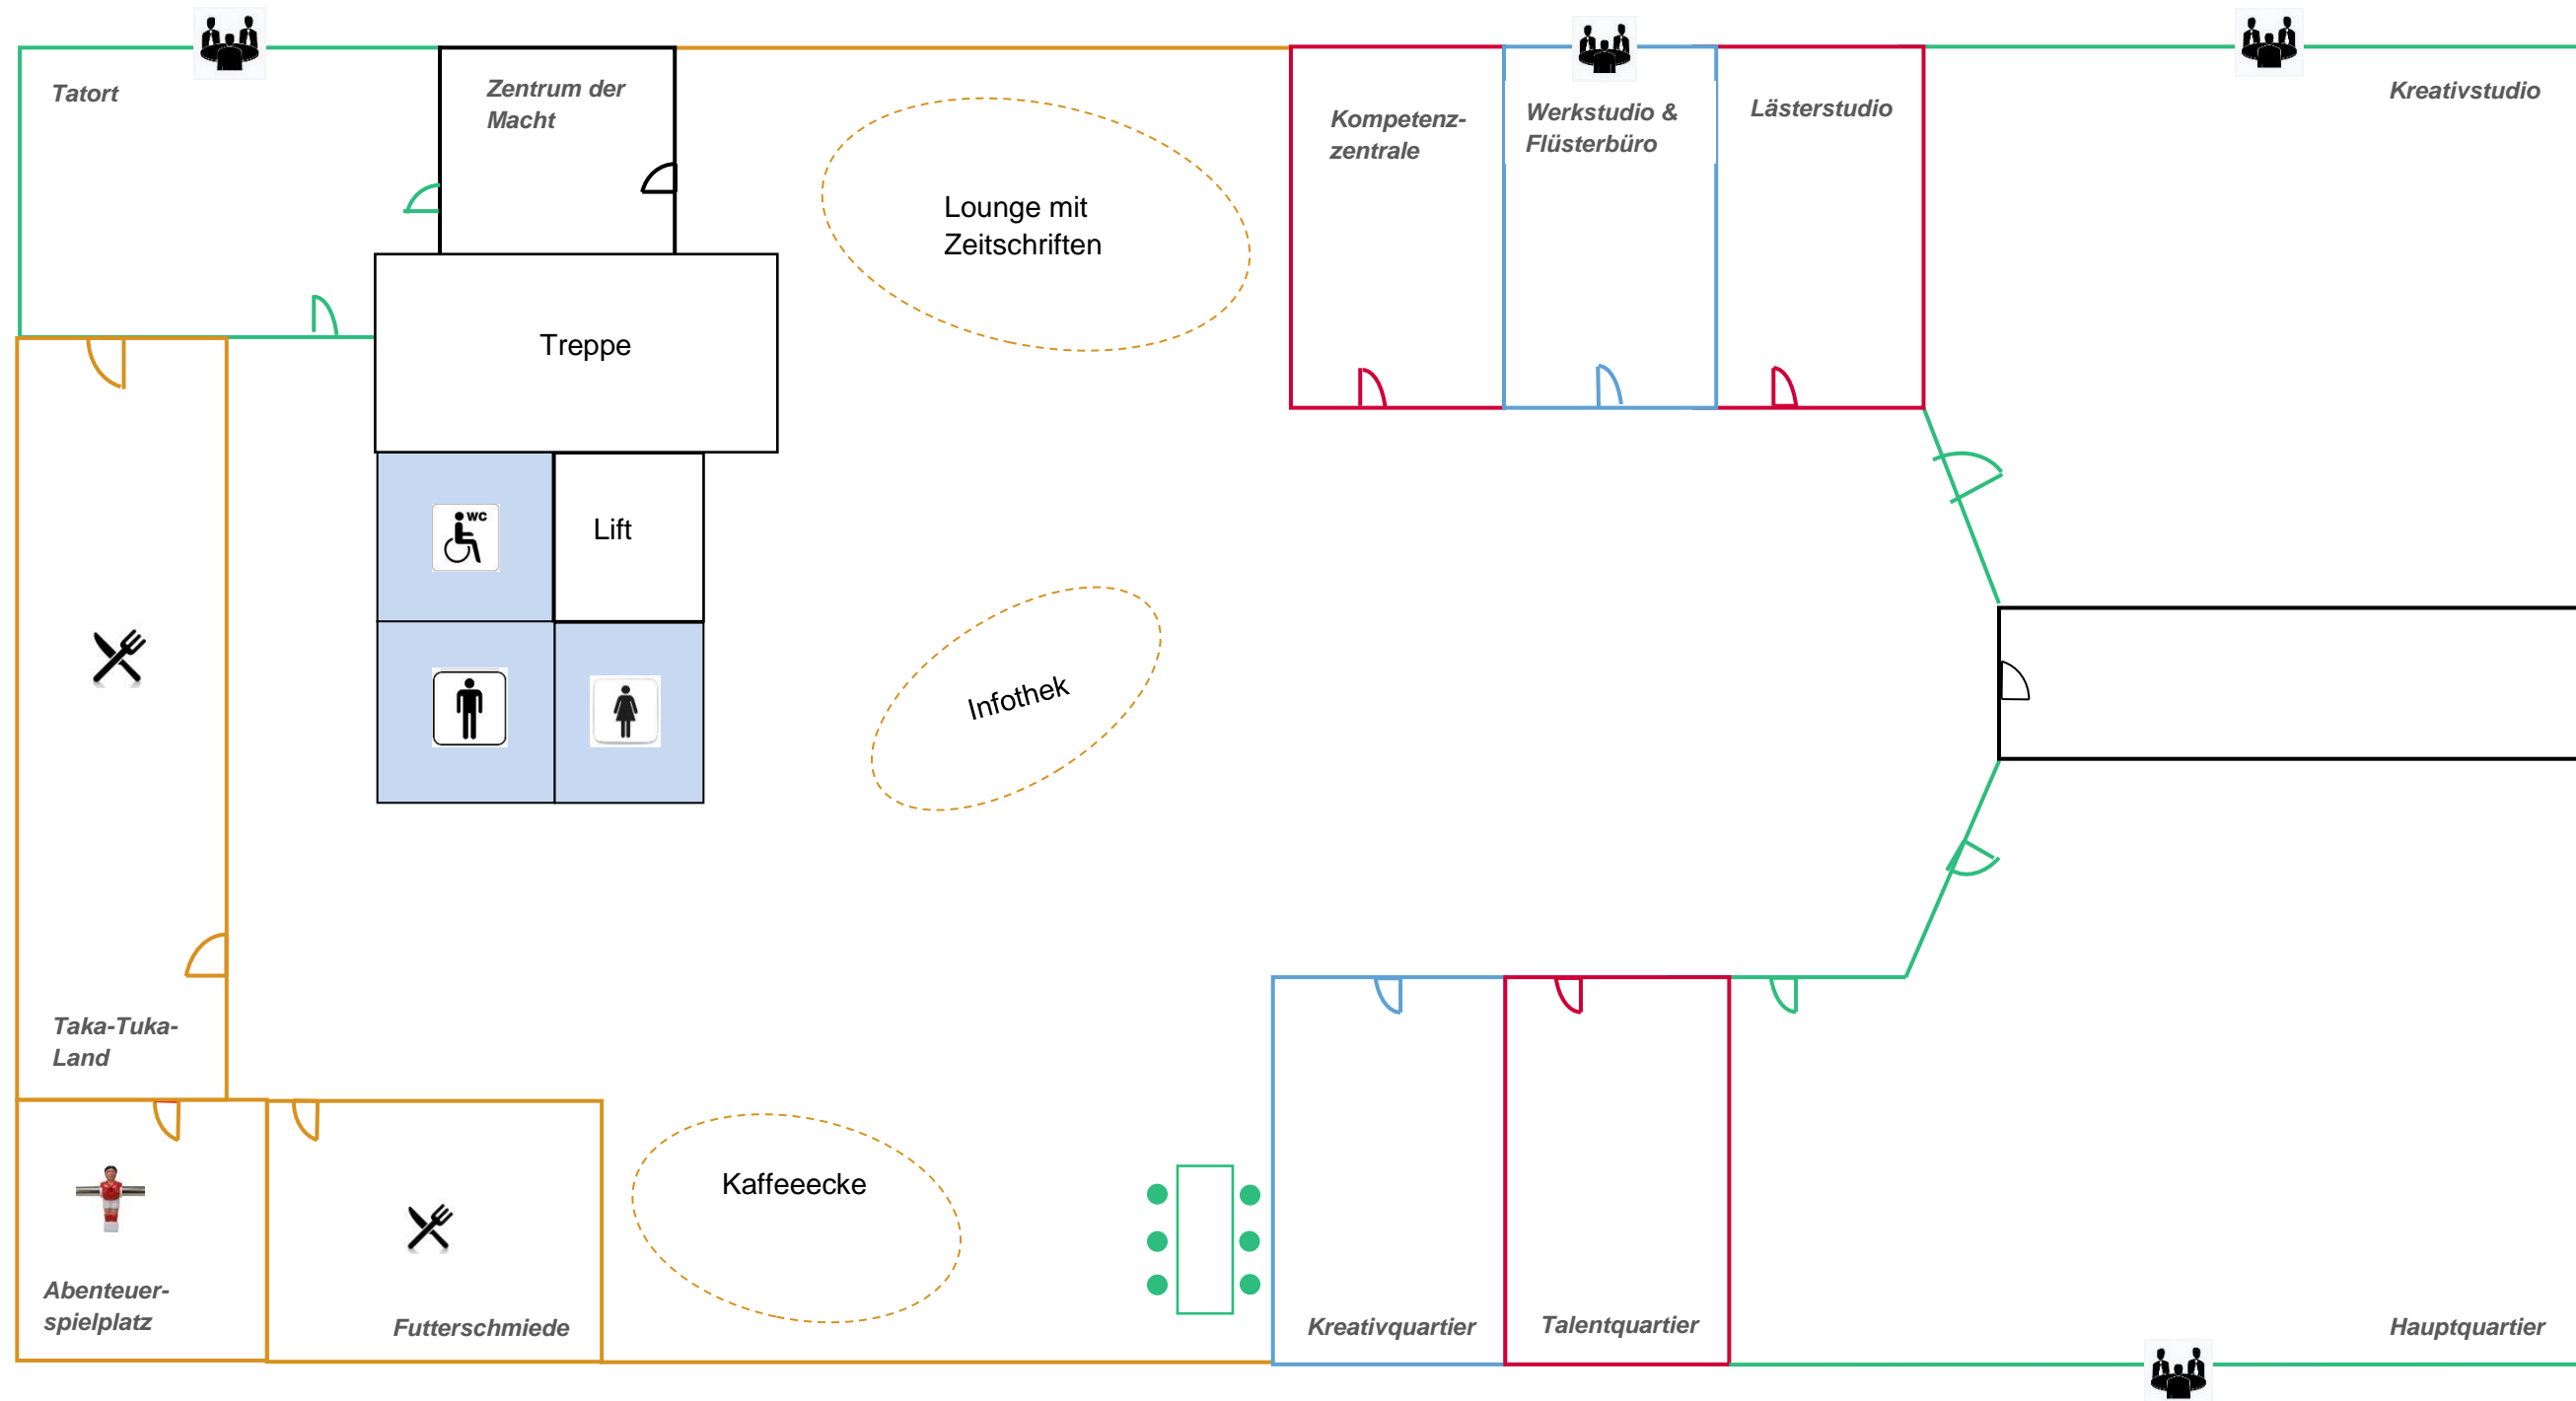 Tatort
Zentrum der
Macht
Lounge mit
Zeitschriften
Kompetenz-
zentrale
Werkstudio &
Flüsterbüro
Lästerstudio
Kreativstudio
Treppe
WC
Lift
Infothek
Taka-Tuka-
Land
Abenteuer-
spielplatz
Futterschmiede
Kaffeeecke
Kreativquartier
Talentquartier
Hauptquartier